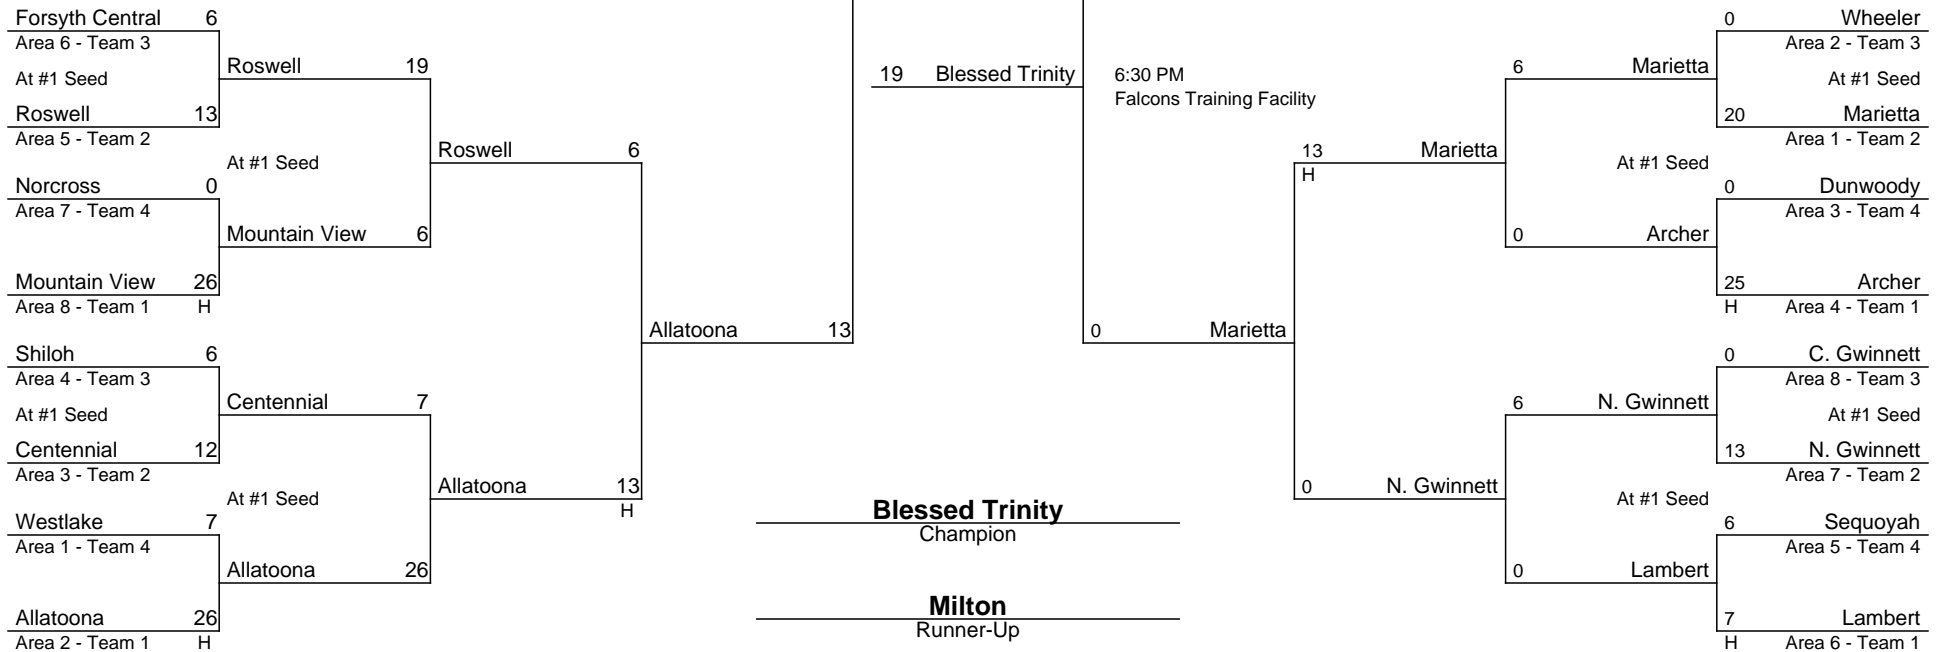 Forsyth Central 6
Area 6 - Team 3
At #1 Seed
Roswell 13
Area 5 - Team 2
Norcross 0
Area 7 - Team 4
Mountain View 26
Area 8 - Team 1 H
Shiloh 6
Area 4 - Team 3
At #1 Seed
Centennial 12
Area 3 - Team 2
Westlake 7
Area 1 - Team 4
Allatoona 26
Area 2 - Team 1 H
Roswell 19
At #1 Seed
Mountain View 6
Centennial 7
At #1 Seed
Allatoona 26
Roswell 6
Allatoona 13
H
Allatoona 13
19 Blessed Trinity
6:30 PM
Falcons Training Facility
Blessed Trinity
Champion
Milton
Runner-Up
0 Marietta
13 Marietta
H
0 N. Gwinnett
6 Marietta
At #1 Seed
0 Archer
6 N. Gwinnett
At #1 Seed
0 Lambert
0 Wheeler
Area 2 - Team 3
At #1 Seed
20 Marietta
Area 1 - Team 2
0 Dunwoody
Area 3 - Team 4
25 Archer
H Area 4 - Team 1
0 C. Gwinnett
Area 8 - Team 3
At #1 Seed
13 N. Gwinnett
Area 7 - Team 2
6 Sequoyah
Area 5 - Team 4
7 Lambert
H Area 6 - Team 1